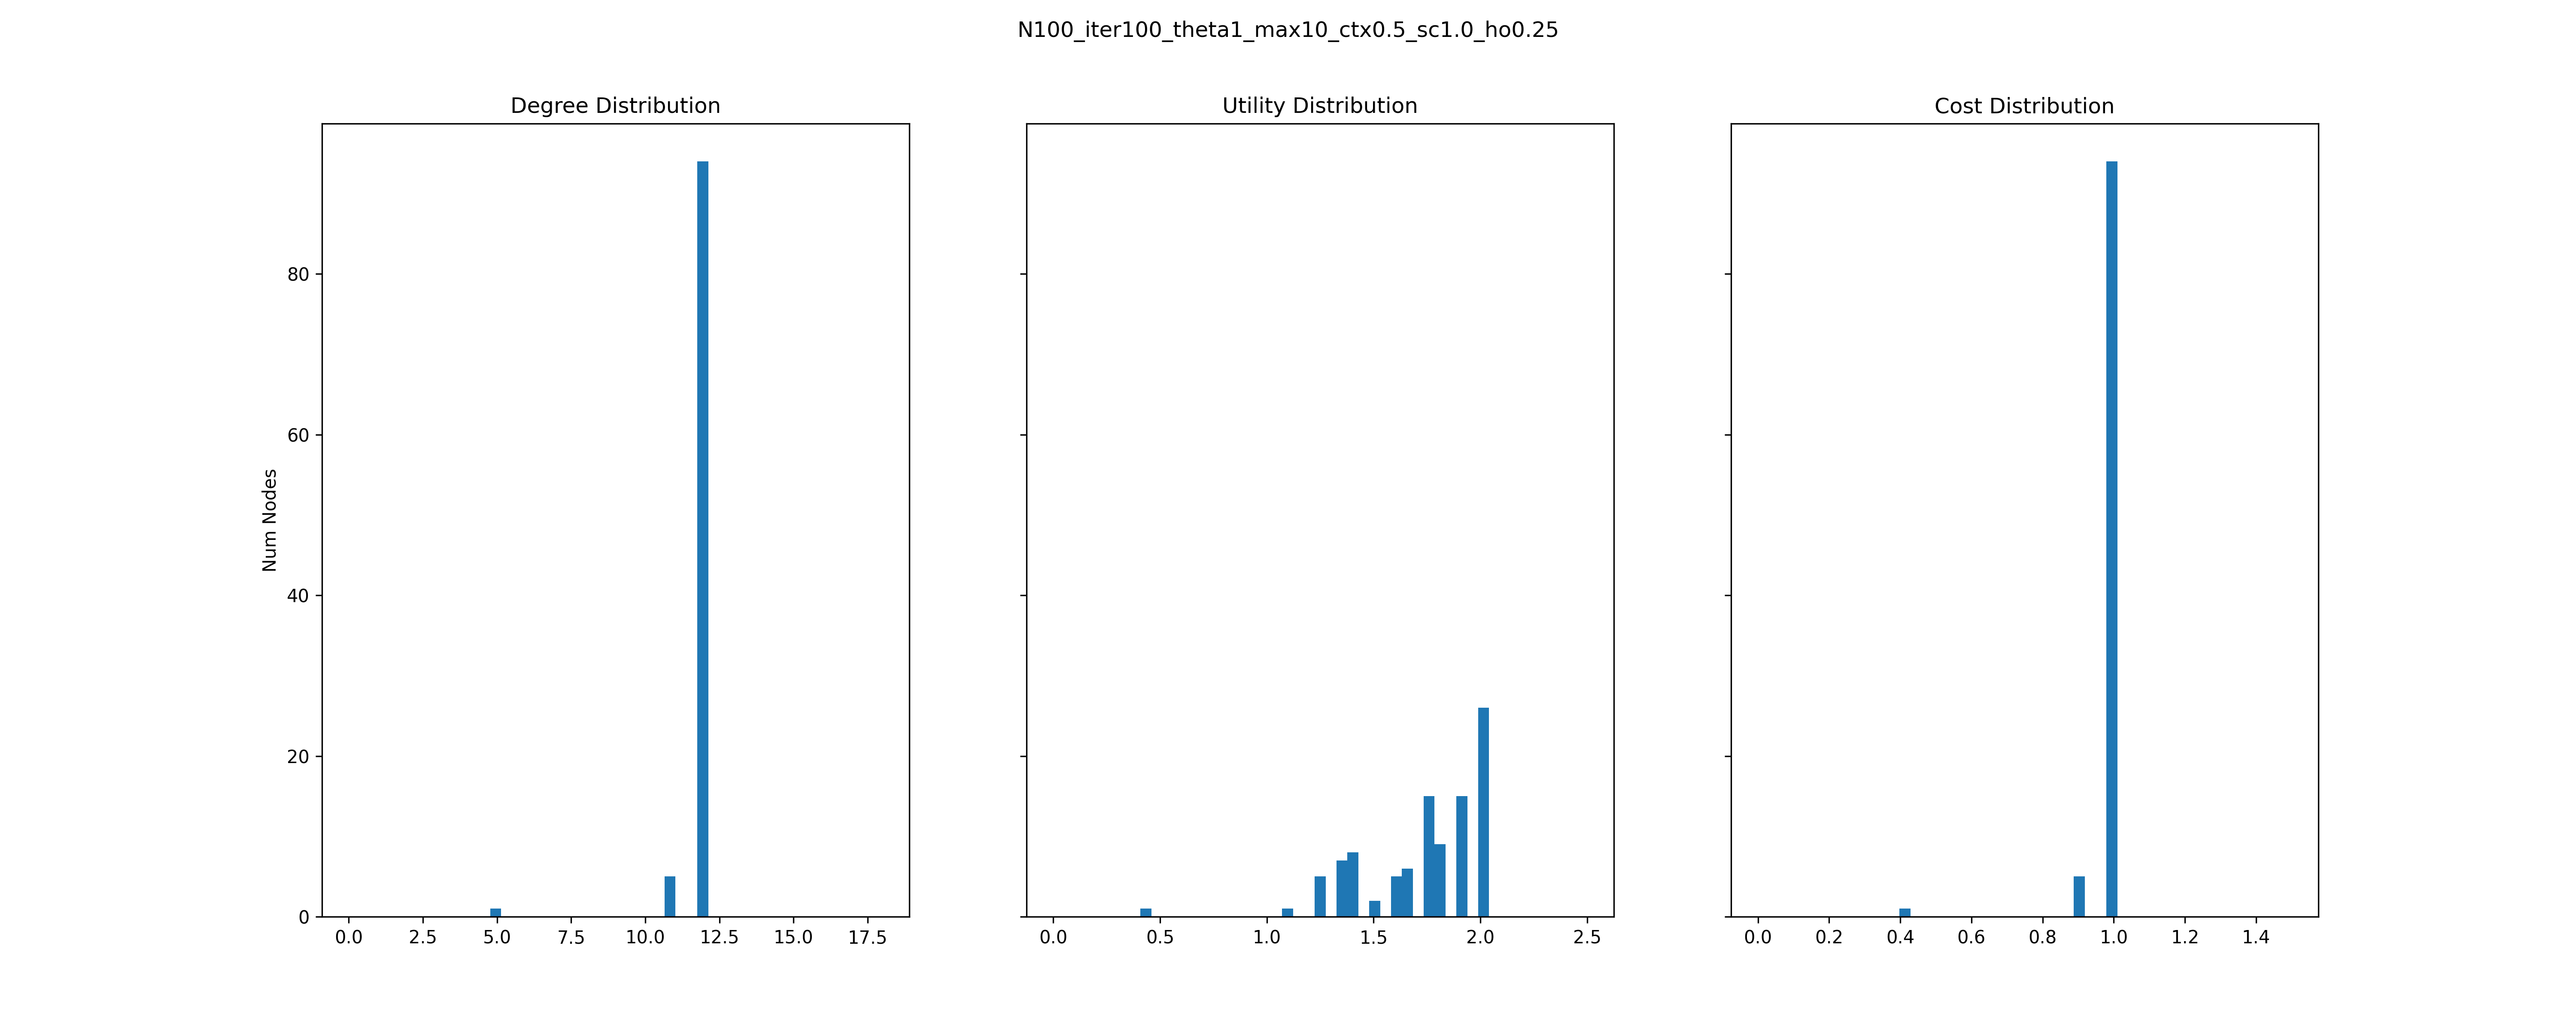 N100_iter100_theta1_max10_ctx0.5_sc1.0_ho0.25
Degree Distribution
Utility Distribution
Cost Distribution
Num Nodes
80
60
40
20
0
0.0 2.5 5.0 7.5 10.0 12.5 15.0 17.5
0.0 0.5 1.0 1.5 2.0 2.5
0.0 0.2 0.4 0.6 0.8 1.0 1.2 1.4